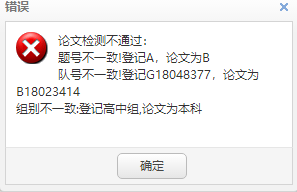 错误
论文检测不通过：
题号不一致!登记A，论文为B
队号不一致!登记G18048377，论文为
B18023414
组别不一致:登记高中组,论文为本科
确定